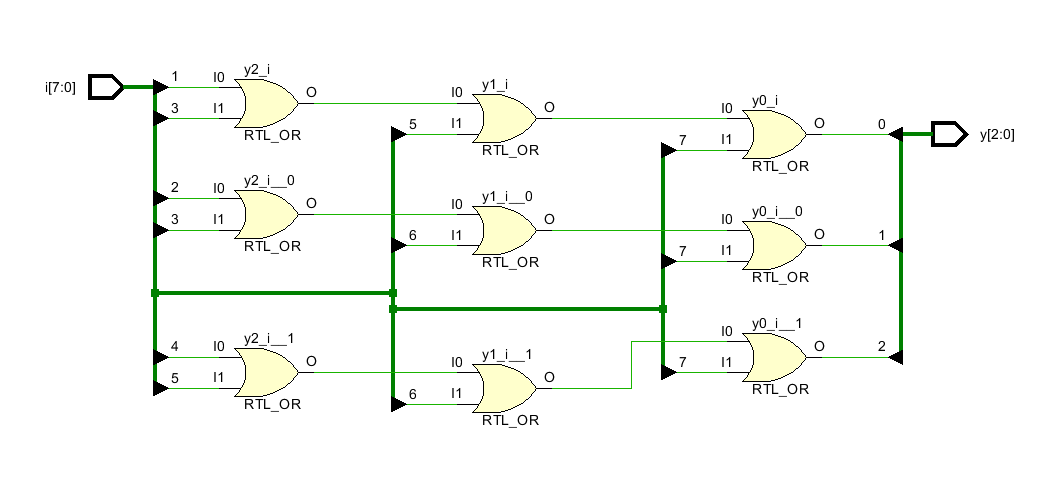 i[7:0]
y[2:0]
y2_i
1 I0 O
3 I1
RTL_OR
y1_i
I0 O
5 I1
RTL_OR
y0_i
I0 O 0
7 I1
RTL_OR
y2_i__0
2 I0 O
3 I1
RTL_OR
y1_i__0
I0 O
6 I1
RTL_OR
y0_i__0
I0 O 1
7 I1
RTL_OR
y2_i__1
4 I0 O
5 I1
RTL_OR
y1_i__1
I0 O
6 I1
RTL_OR
y0_i__1
I0 O 2
7 I1
RTL_OR